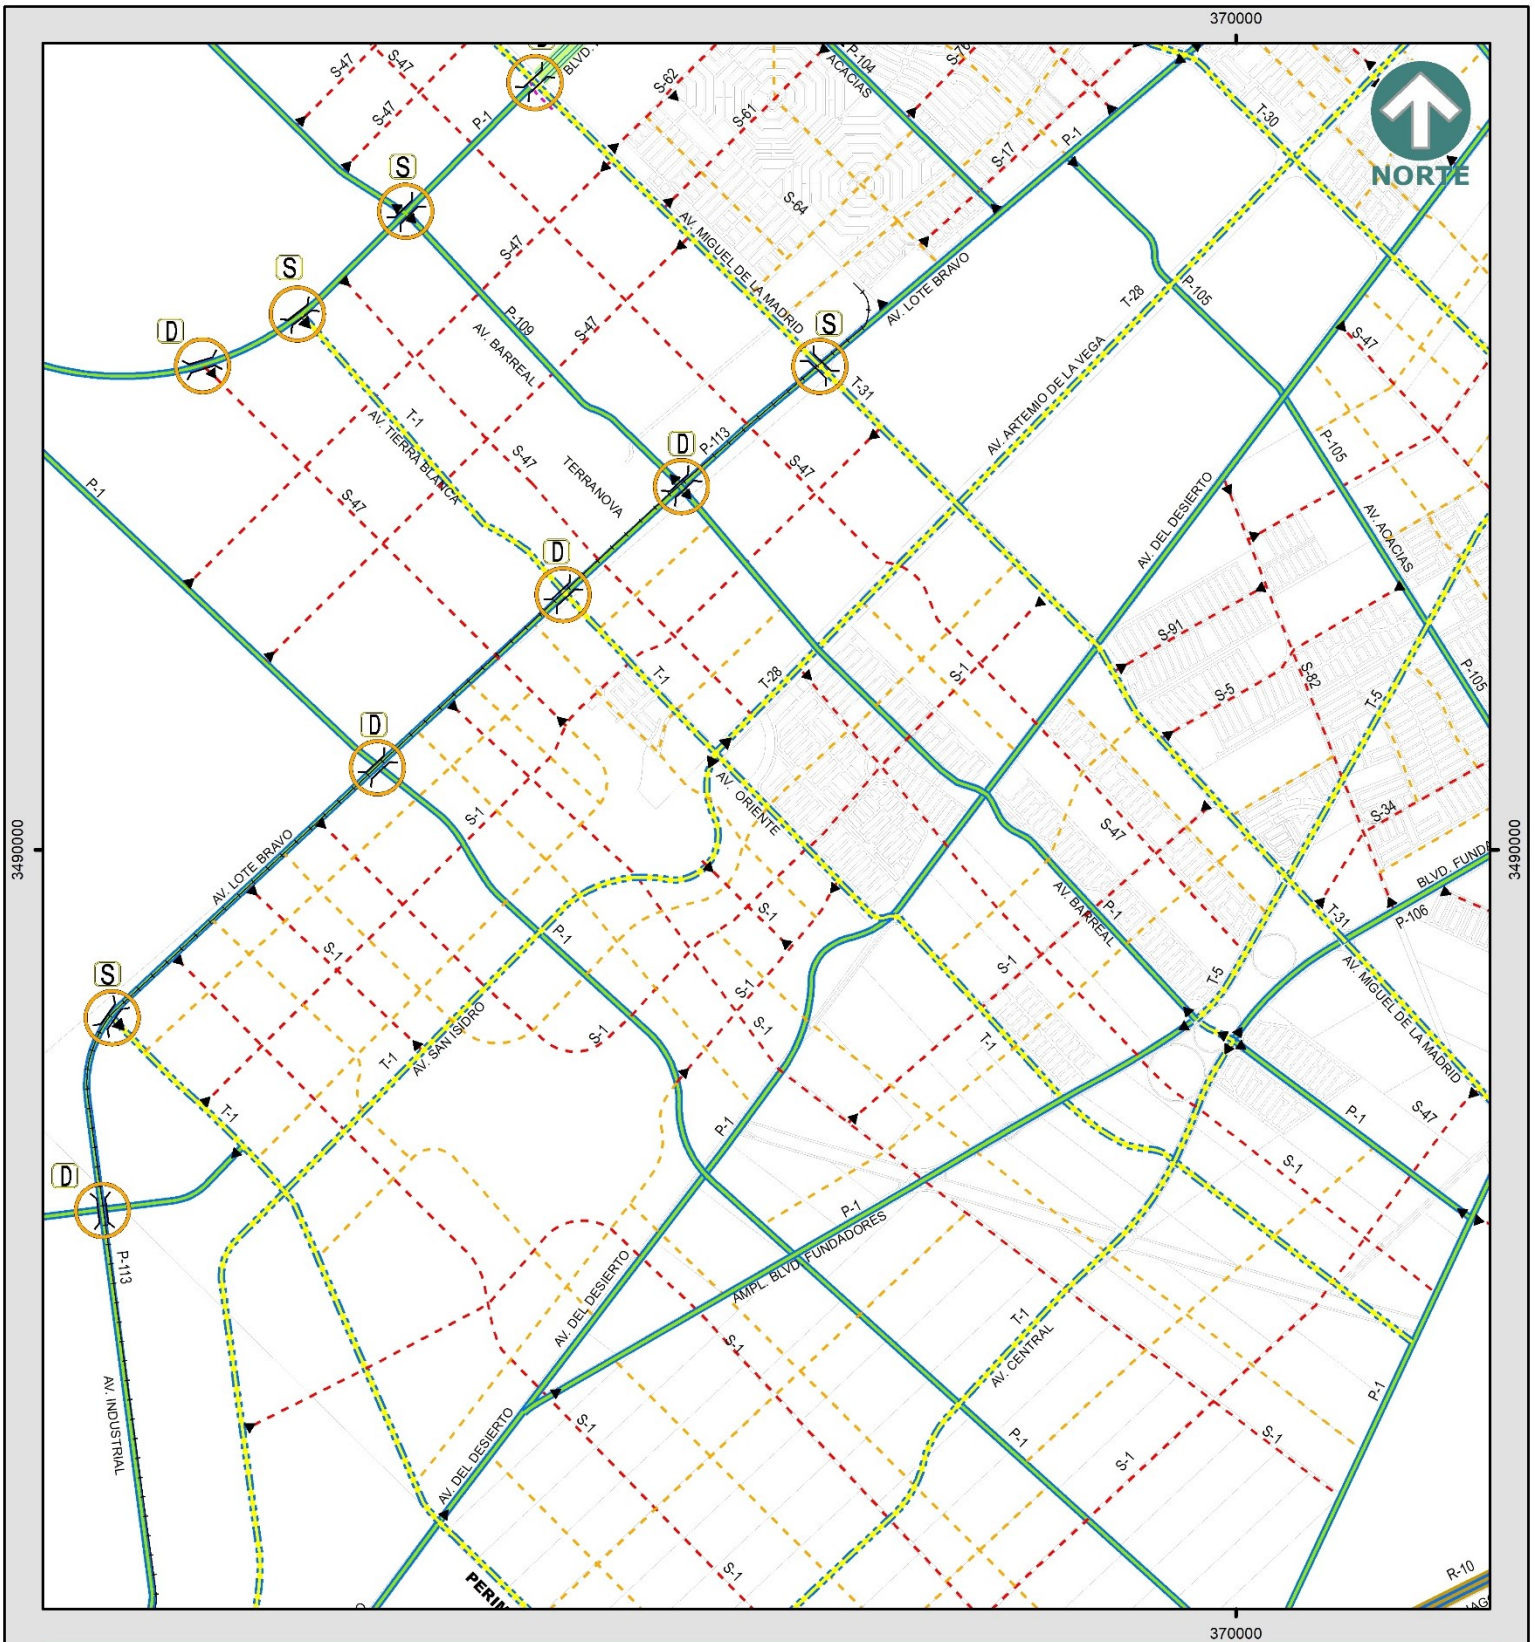 370000
S-47
S-47
BLVD.
P-104
ACACIAS
S-47
S-62
S-61
P-1
S-17
P-1
T-30
NORTE
S
S-64
S-47
AV. MIGUEL DE LA MADRID
AV. LOTE BRAVO
S
P-109
AV. BARREAL
S-47
T-28
P-105
D
S
S-47
AV. ARTEMIO DE LA VEGA
T-31
T-1
AV. TIERRA BLANCA
D
P-113
P-105
S-47
TERRANOVA
S-47
P-1
S-47
AV. DEL DESIERTO
AV. ACACIAS
D
S-91
T-1
T-28
S-1
S-82
P-105
S-5
T-5
D
AV. ORIENTE
S-1
S-47
S-34
3490000
3490000
AV. LOTE BRAVO
BLVD. FUNDA
AV. BARREAL
P-1
S-1
T-31
P-106
P-1
S-1
S-1
T-5
AV. MIGUEL DE LA MADRID
S
S-1
S-1
S-1
T-1
AV. SAN ISIDRO
T-1
T-1
P-1
P-1
S-47
S-1
D
P-1
AMPL. BLVD. FUNDADORES
P-113
AV. DEL DESIERTO
T-1
AV. CENTRAL
S-1
AV. INDUSTRIAL
P-1
S-1
AV. DEL DESIERTO
P-1
S-1
S-1
S-1
R-10
PERIM
370000